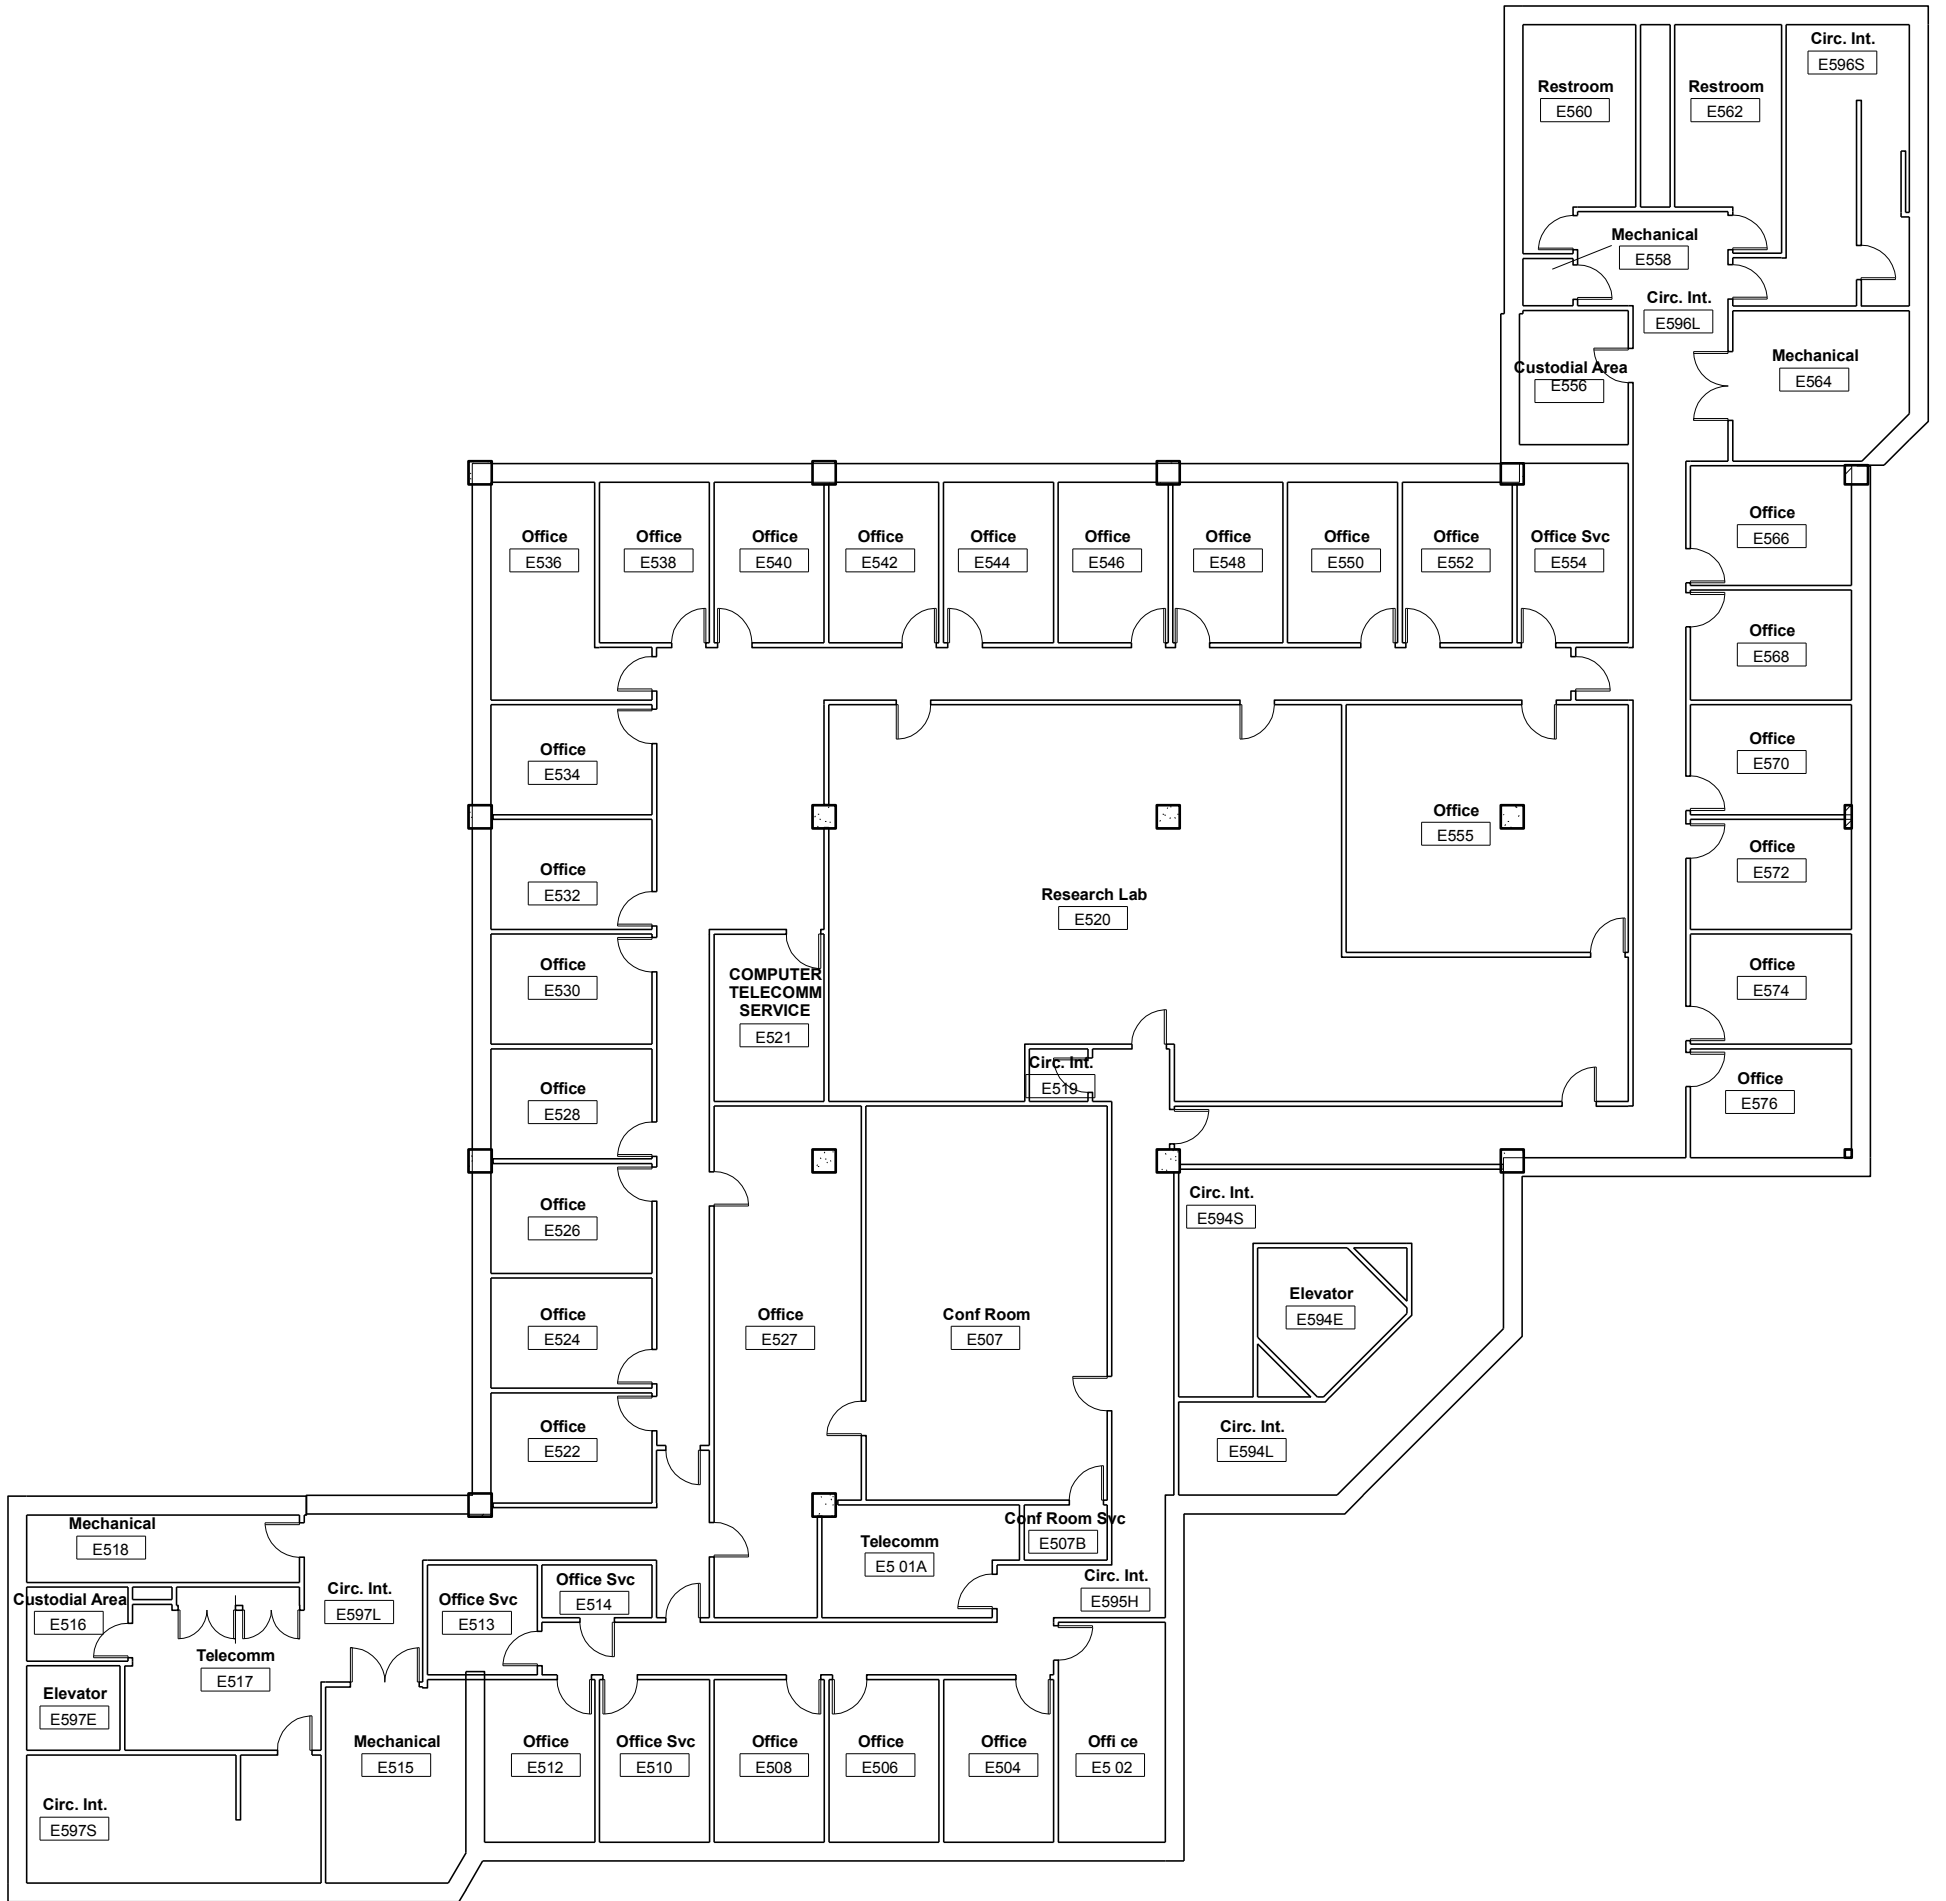 Circ. Int.
E596S
Restroom
E560
Restroom
E562
Mechanical
E558
Circ. Int.
E596L
Custodial Area
E556
Mechanical
E564
Office
E536
Office
E538
Office
E540
Office
E542
Office
E544
Office
E546
Office
E548
Office
E550
Office
E552
Office Svc
E554
Office
E566
Office
E568
Office
E570
Office
E572
Office
E574
Office
E576
Office
E534
Office
E532
Office
E530
Office
E528
Office
E526
Office
E524
Office
E522
Office
E555
Research Lab
E520
COMPUTER
TELECOMM
SERVICE
E521
Circ. Int.
E519
Circ. Int.
E594S
Elevator
E594E
Circ. Int.
E594L
Office
E527
Conf Room
E507
Conf Room Svc
E507B
Telecomm
E5 01A
Circ. Int.
E595H
Mechanical
E518
Custodial Area
E516
Circ. Int.
E597L
Office Svc
E513
Office Svc
E514
Telecomm
E517
Elevator
E597E
Circ. Int.
E597S
Mechanical
E515
Office
E512
Office Svc
E510
Office
E508
Office
E506
Office
E504
Offi ce
E5 02